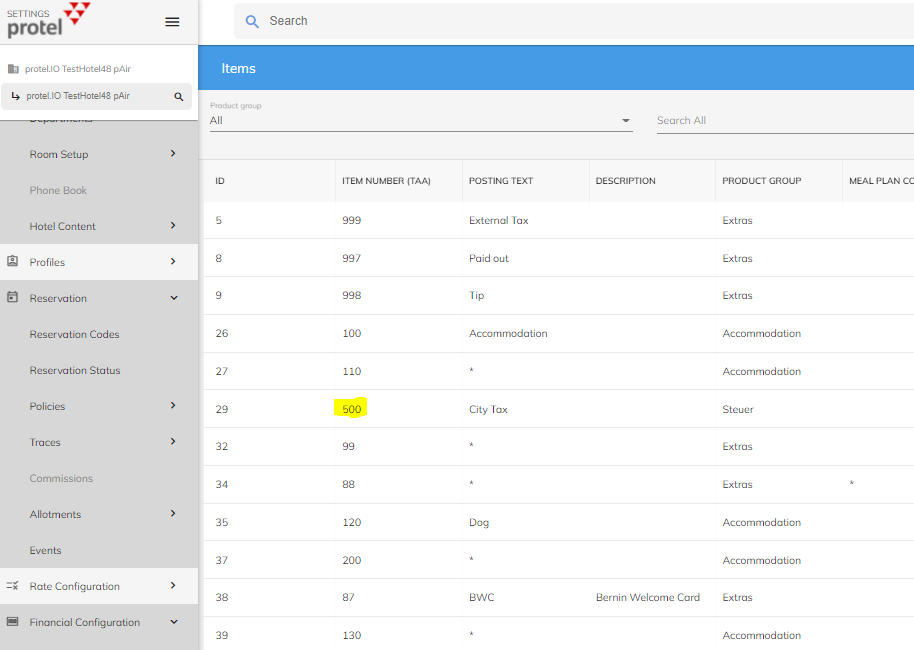 SETTINGS
protel
Search
protel.IO TestHotel48 pAir
protel.IO TestHotel48 pAir
Departments
Room Setup
Phone Book
Hotel Content
Profiles
Reservation
Reservation Codes
Reservation Status
Policies
Traces
Commissions
Allotments
Events
Rate Configuration
Financial Configuration
Items
Product group
All
Search All
ID ITEM NUMBER (TAA) POSTING TEXT DESCRIPTION PRODUCT GROUP MEAL PLAN CO
5 999 External Tax Extras
8 997 Paid out Extras
9 998 Tip Extras
26 100 Accommodation Accommodation
27 110 * Accommodation
29 500 City Tax Steuer
32 99 * Extras
34 88 * Extras *
35 120 Dog Accommodation
37 200 * Accommodation
38 87 BWC Bernin Welcome Card Extras
39 130 * Accommodation